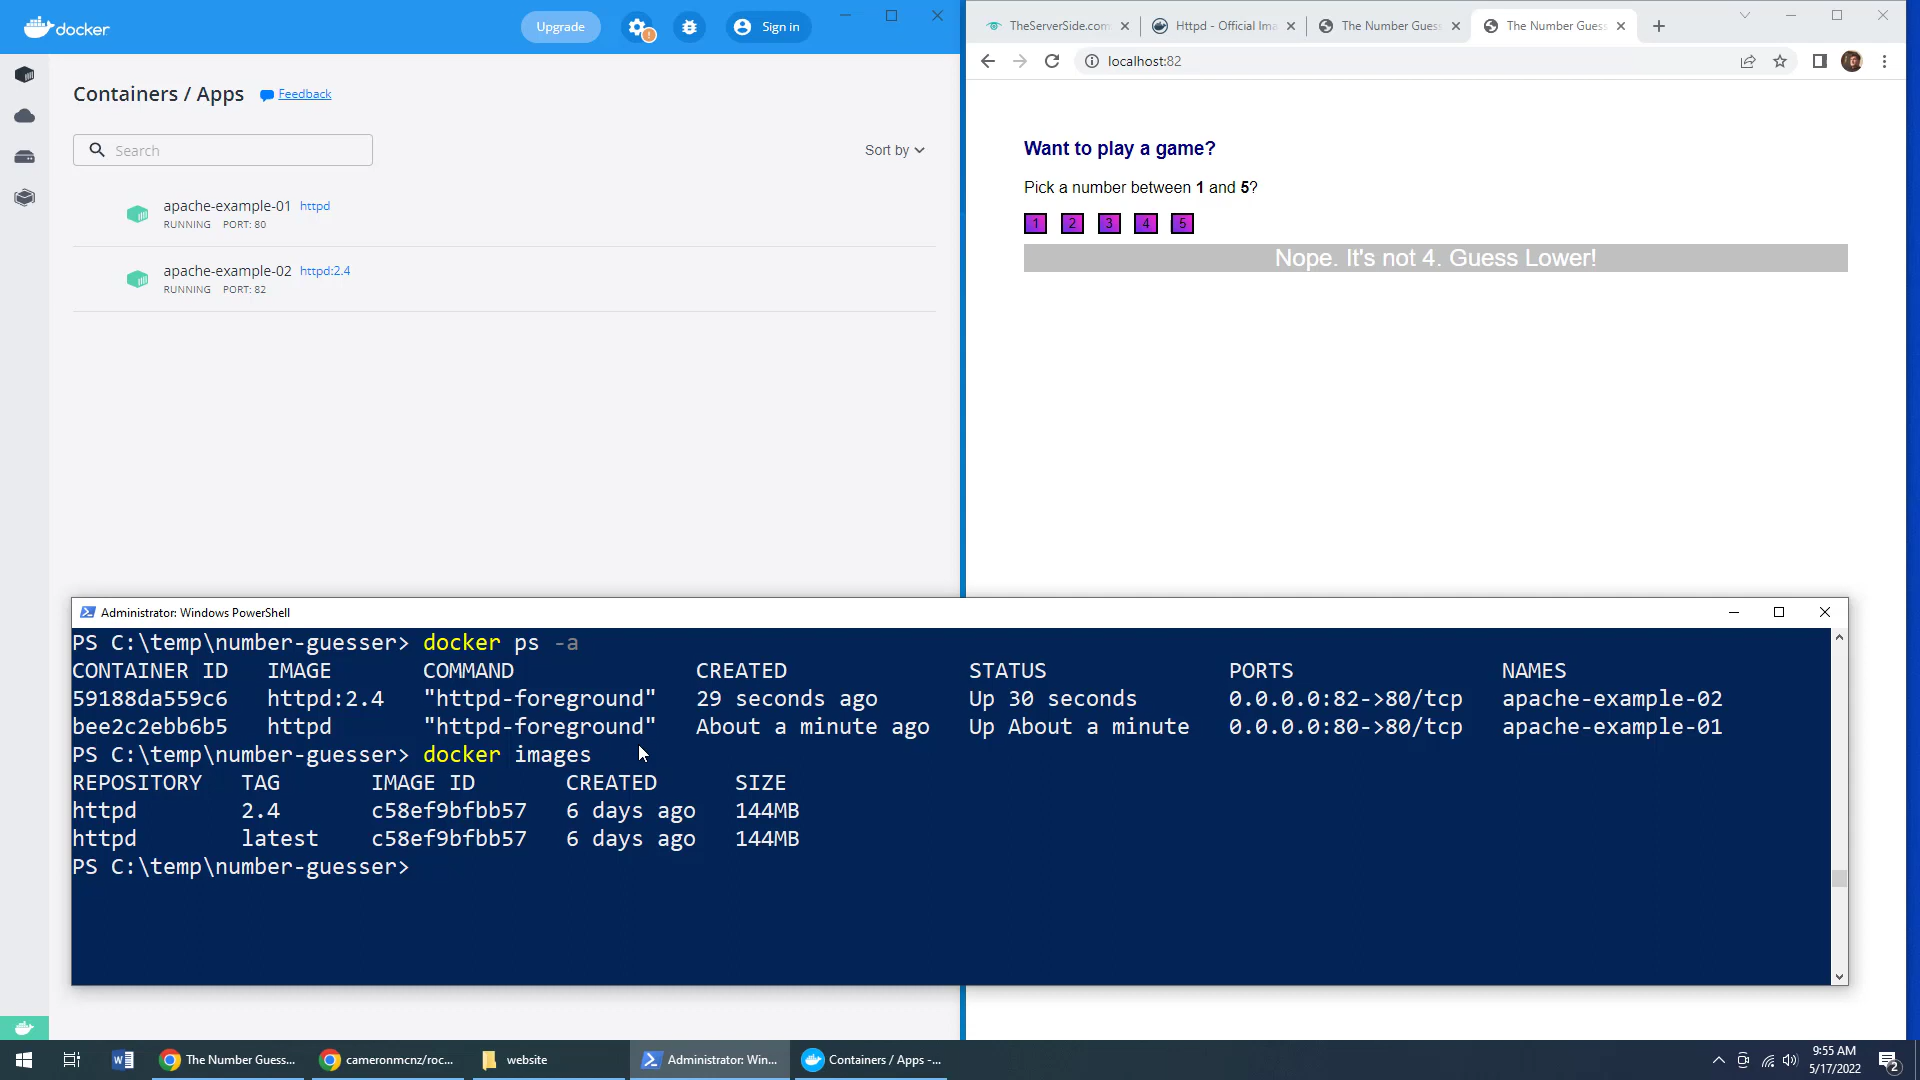 docker
Upgrade
Sign in
Containers / Apps
Feedback
Search
Sort by
apache-example-01 httpd
RUNNING PORT: 80
apache-example-02 httpd:2.4
RUNNING PORT: 82
TheServerSide.com
Httpd - Official Ima
The Number Guess
The Number Guess
localhost:82
Want to play a game?
Pick a number between 1 and 5?
1 2 3 4 5
Nope. It's not 4. Guess Lower!
Administrator: Windows PowerShell
PS C:\temp\number-guesser> docker ps -a
CONTAINER ID IMAGE COMMAND CREATED STATUS PORTS NAMES
59188da559c6 httpd:2.4 "httpd-foreground" 29 seconds ago Up 30 seconds 0.0.0.0:82->80/tcp apache-example-02
bee2c2ebb6b5 httpd "httpd-foreground" About a minute ago Up About a minute 0.0.0.0:80->80/tcp apache-example-01
PS C:\temp\number-guesser> docker images
REPOSITORY TAG IMAGE ID CREATED SIZE
httpd 2.4 c58ef9bfbb57 6 days ago 144MB
httpd latest c58ef9bfbb57 6 days ago 144MB
PS C:\temp\number-guesser>
The Number Guess...
cameronmcnz/roc...
website
Administrator: Win...
Containers / Apps -...
9:55 AM
5/17/2022
2